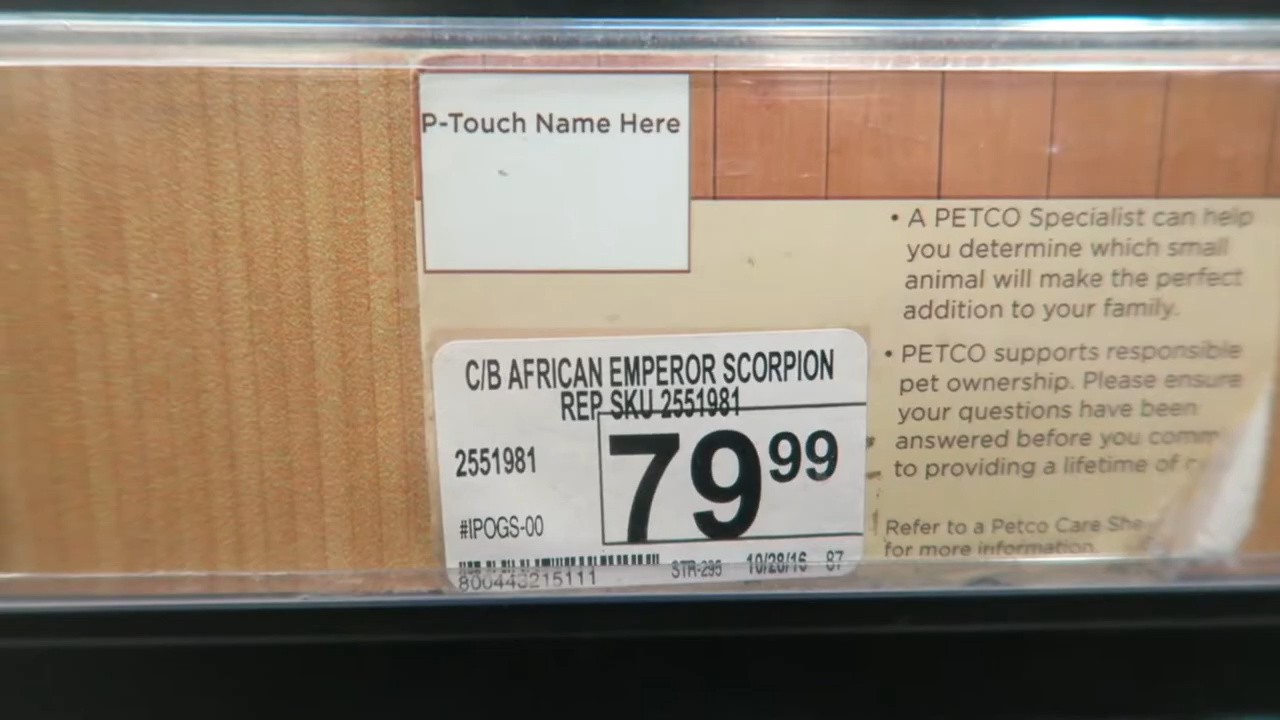 P-Touch Name Here
• A PETCO Specialist can help
you determine which small
animal will make the perfect
addition to your family.
• PETCO supports responsible
pet ownership. Please ensure
your questions have been
answered before you
to providing a lifetime of
Refer to a Petco Care
for more information.
C/B AFRICAN EMPEROR SCORPION
REP SKU 2551981
2551981
79 99
#IPOGS-00
800443215111
STR-295 10/28/16 87